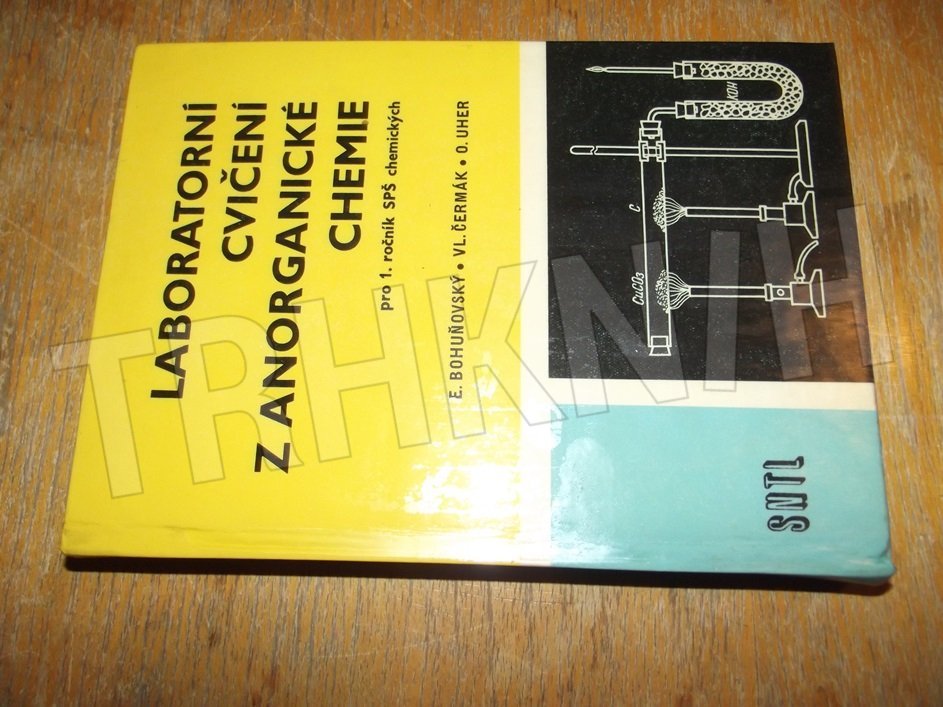 LABORATORNÍ
CVIČENÍ
Z ANORGANICKÉ
CHEMIE
pro 1. ročník SPŠ chemických
E. BOHUŇOVSKÝ • VL. ČERMÁK • O. UHER
CuCO₃
C
KOH
SNTL
TRHKNIH